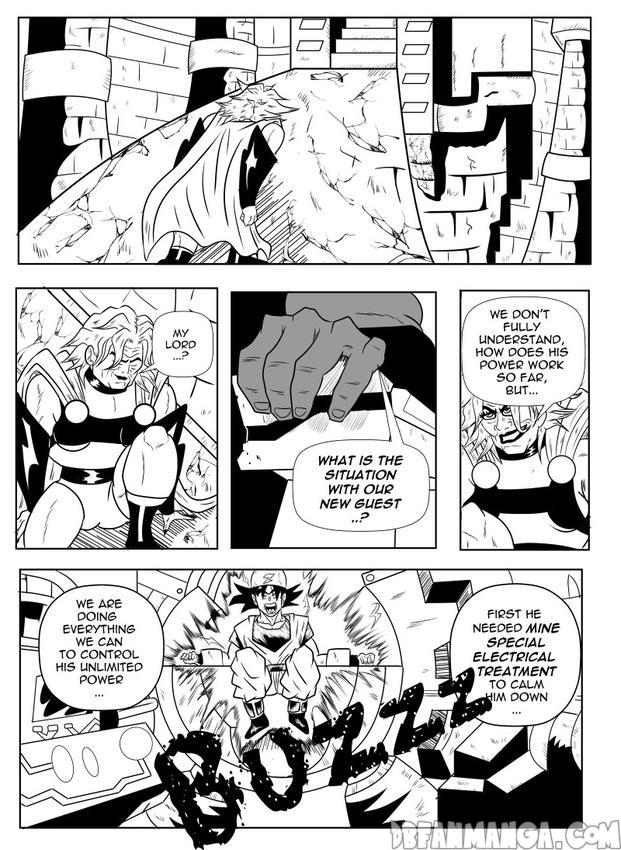 MY
LORD
...?
WHAT IS THE
SITUATION
WITH OUR
NEW GUEST
...?
WE DON'T
FULLY
UNDERSTAND,
HOW DOES HIS
POWER WORK
SO FAR,
BUT...
WE ARE
DOING
EVERYTHING
WE CAN
TO CONTROL
HIS UNLIMITED
POWER
...
Z
FIRST HE
NEEDED MINE
SPECIAL
ELECTRICAL
TREATMENT
TO CALM
HIM DOWN
...
BUZZZZ
DBFANMANGA.COM